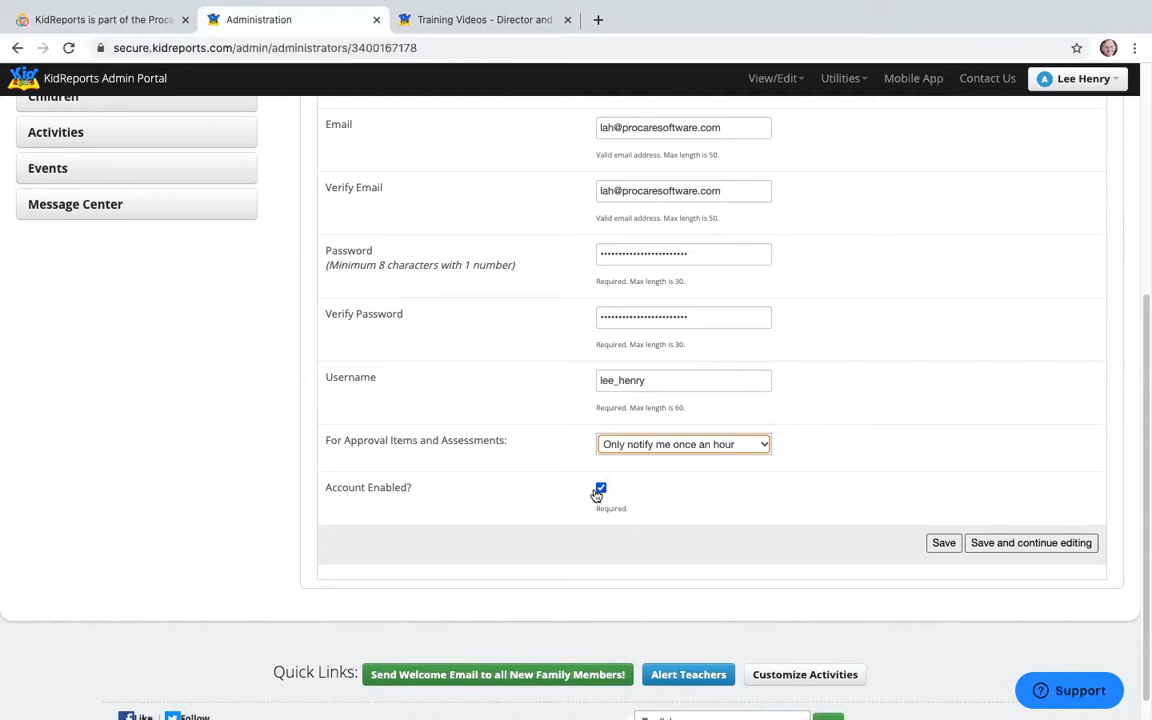 KidReports is part of the Proce
Administration
Training Videos - Director and
secure.kidreports.com/admin/administrators/3400167178
KidReports Admin Portal
View/Edit
Utilities
Mobile App
Contact Us
A Lee Henry
Children
Activities
Events
Message Center
Email
lah@procaresoftware.com
Valid email address. Max length is 50.
Verify Email
lah@procaresoftware.com
Valid email address. Max length is 50.
Password
(Minimum 8 characters with 1 number)
Required. Max length is 30.
Verify Password
Required. Max length is 30.
Username
lee_henry
Required. Max length is 60.
For Approval Items and Assessments:
Only notify me once an hour
Account Enabled?
Required.
Save
Save and continue editing
Quick Links:
Send Welcome Email to all New Family Members!
Alert Teachers
Customize Activities
? Support
Like
Follow